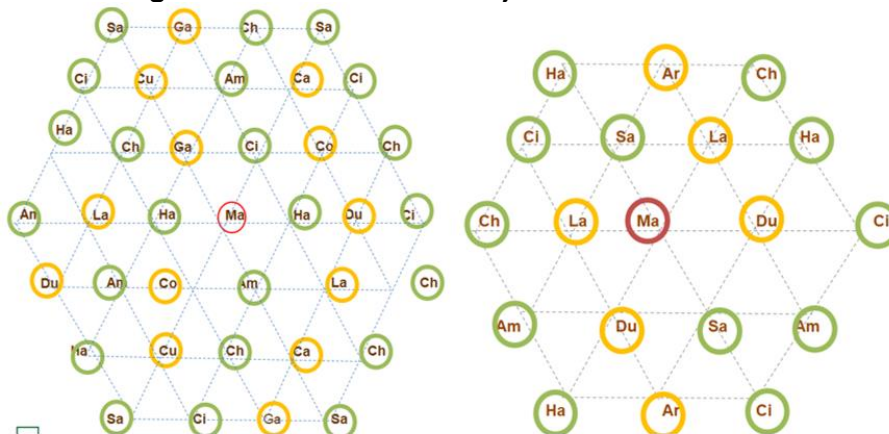 Sa Ga Ch Sa
Ci Cu Am Ca Ci
Ha Ch Ga Ci Co Ch
Am La Ha Ma Ha Du Ci
Du Am Co Am La Ch
Ha Cu Ch Ca Ch
Sa Ci Ga Sa
Ha Ar Ch
Ci Sa La Ha
Ch La Ma Du Ci
Am Du Sa Am
Ha Ar Ci